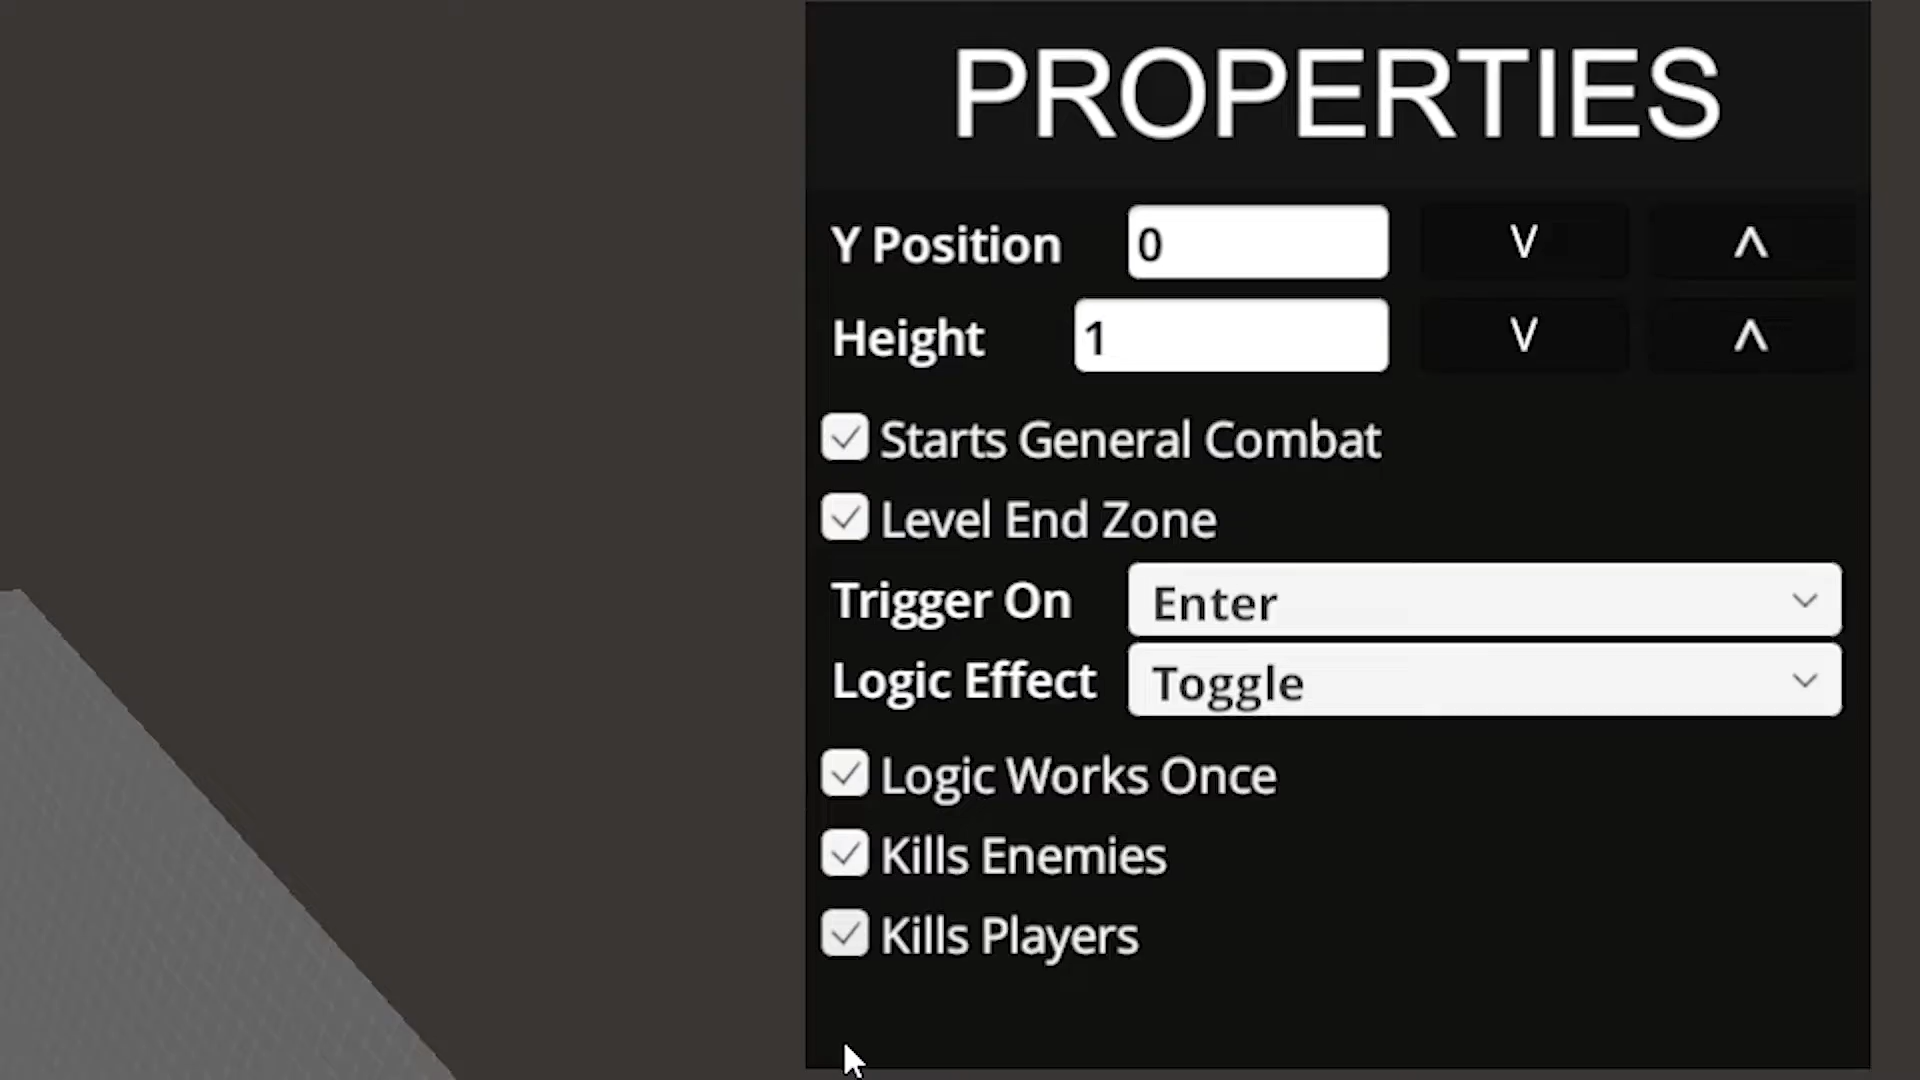 PROPERTIES
Y Position 0 V Λ
Height 1 V Λ
Starts General Combat
Level End Zone
Trigger On Enter
Logic Effect Toggle
Logic Works Once
Kills Enemies
Kills Players